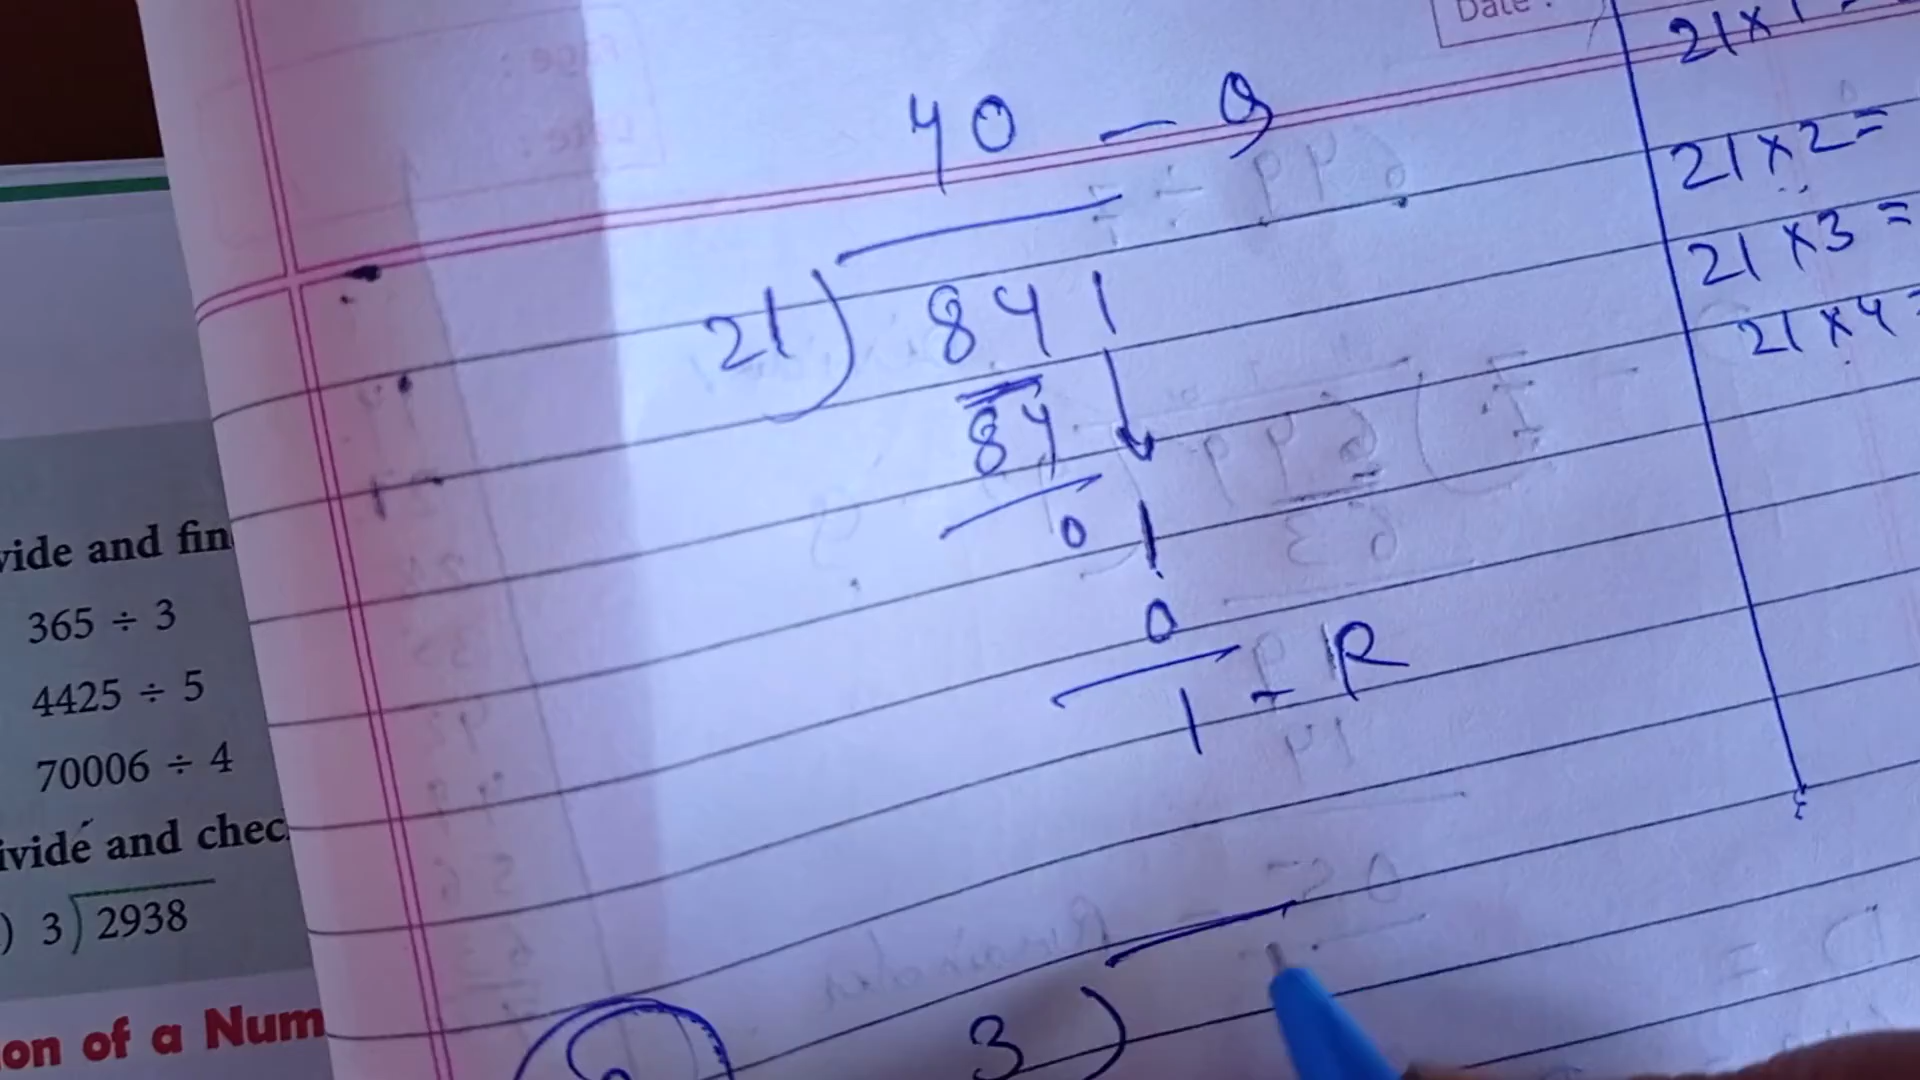 Date :
40 - Q
21) 841
84
01
0
1 - R
3)
21×1
21×2=
21×3=
21×4=
vide and fin
365 ÷ 3
4425 ÷ 5
70006 ÷ 4
ivide and chec
) 3)2938
on of a Num